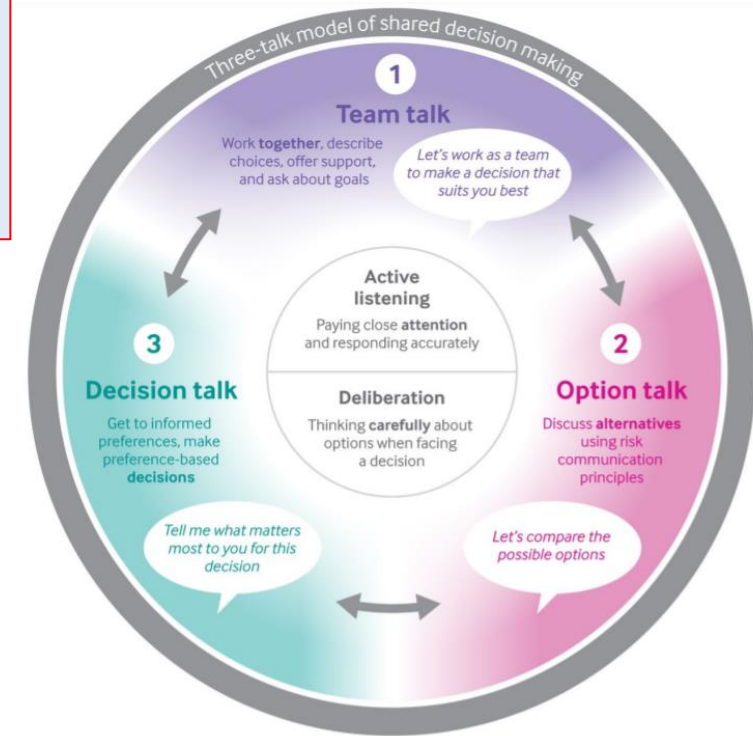 Three-talk model of shared decision making
1
Team talk
Work together, describe
choices, offer support,
and ask about goals
Let's work as a team
to make a decision that
suits you best
Active
listening
Paying close attention
and responding accurately
Deliberation
Thinking carefully about
options when facing
a decision
2
Option talk
Discuss alternatives
using risk
communication
principles
Let's compare the
possible options
3
Decision talk
Get to informed
preferences, make
preference-based
decisions
Tell me what matters
most to you for this
decision